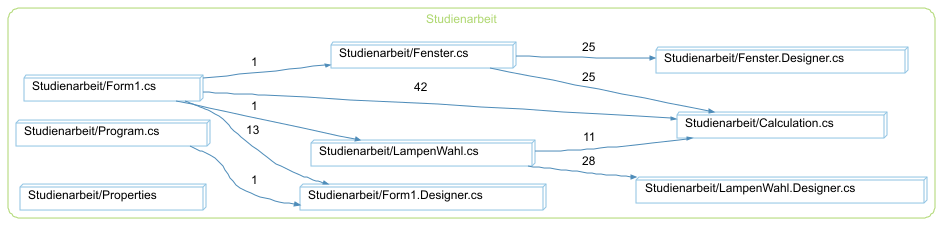 Studienarbeit
Studienarbeit/Fenster.cs
25
Studienarbeit/Fenster.Designer.cs
1
25
Studienarbeit/Form1.cs
42
1
Studienarbeit/Calculation.cs
13
Studienarbeit/Program.cs
11
Studienarbeit/LampenWahl.cs
28
1
Studienarbeit/LampenWahl.Designer.cs
Studienarbeit/Properties
Studienarbeit/Form1.Designer.cs